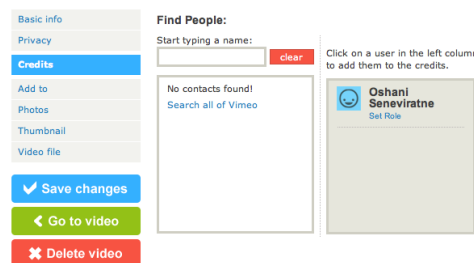 Basic info
Privacy
Credits
Add to
Photos
Thumbnail
Video file
Save changes
Go to video
Delete video
Find People:
Start typing a name:
clear
No contacts found!
Search all of Vimeo
Click on a user in the left column
to add them to the credits.
Oshani
Seneviratne
Set Role